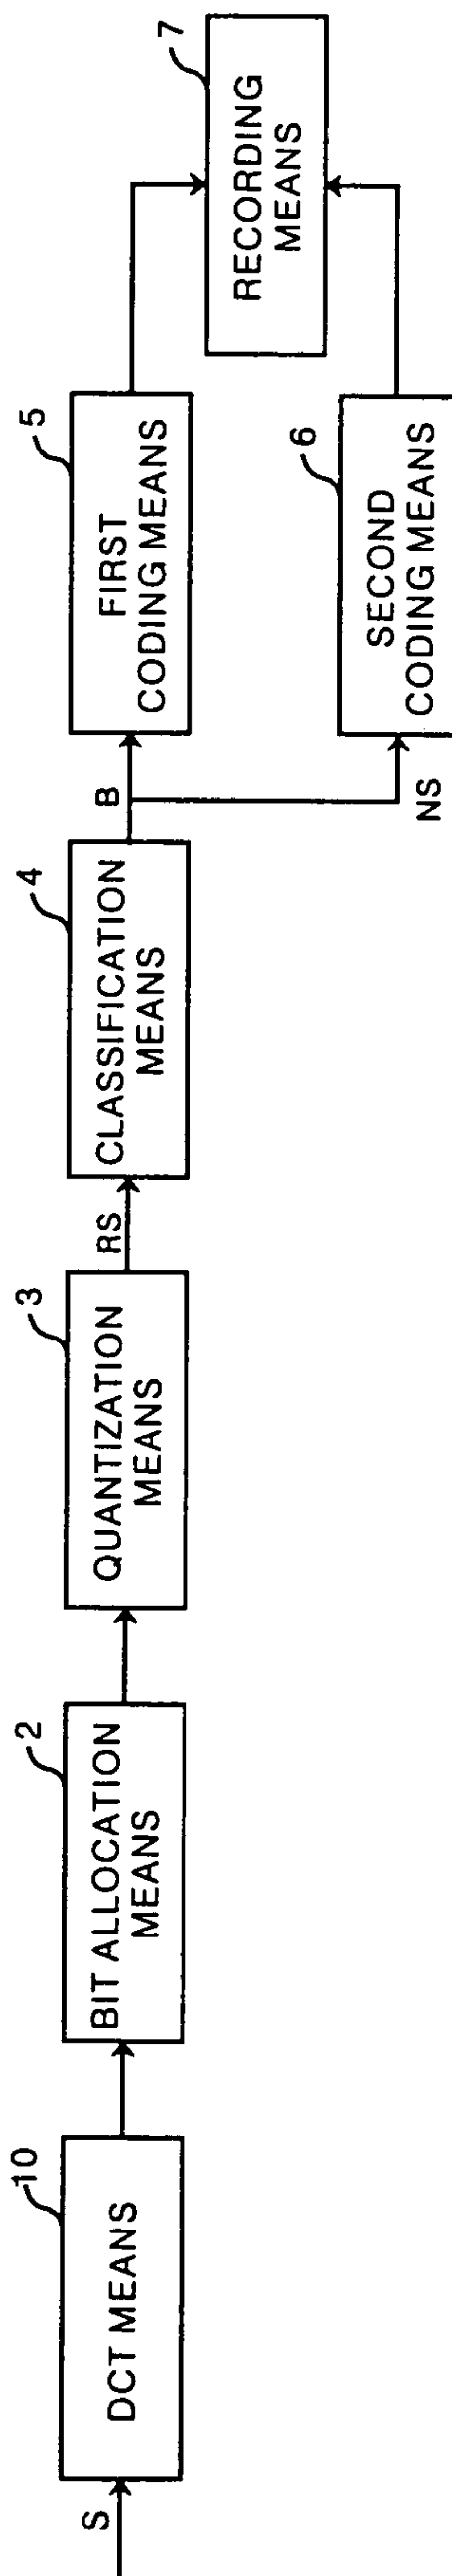 S
10
DCT MEANS
2
BIT ALLOCATION
MEANS
3
QUANTIZATION
MEANS
RS
4
CLASSIFICATION
MEANS
B
5
FIRST
CODING MEANS
NS
6
SECOND
CODING MEANS
7
RECORDING
MEANS